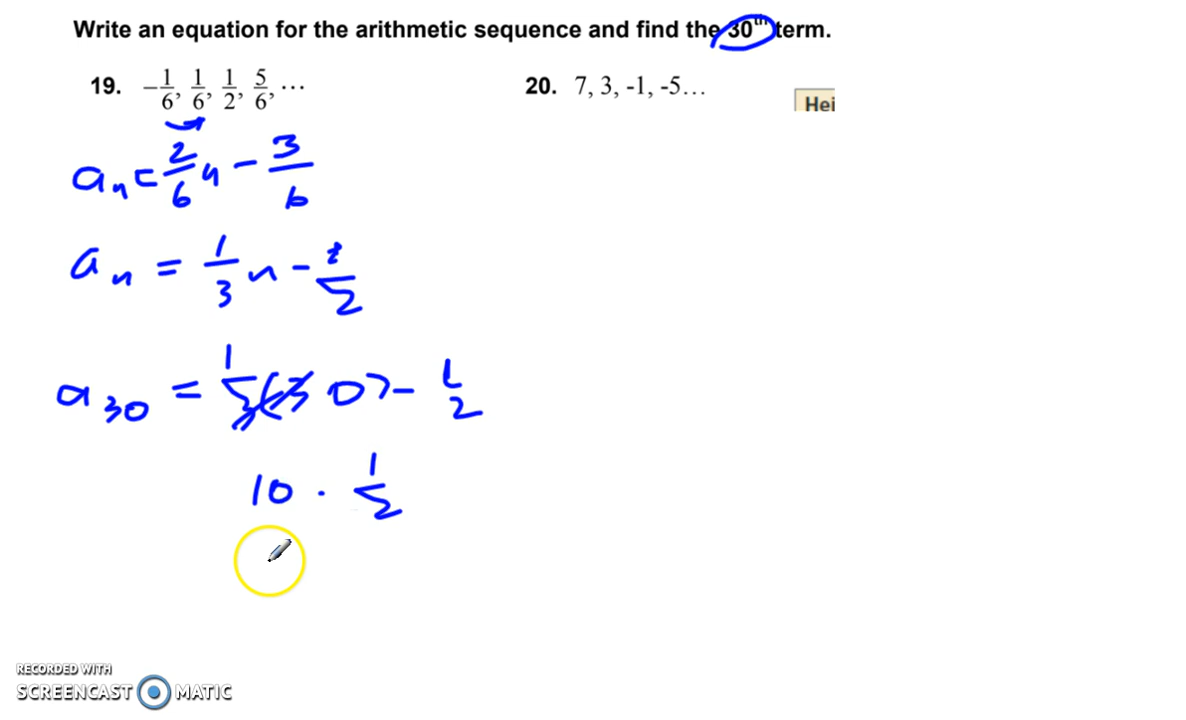 Write an equation for the arithmetic sequence and find the 30th term.
19. -1/6, 1/6, 1/2, 5/6, ...
20. 7, 3, -1, -5...
Hei
an = 2/6 n - 3/6
an = 1/3 n - 1/2
a30 = 1/3(30) - 1/2
10 · 1/2
RECORDED WITH
SCREENCAST MATIC